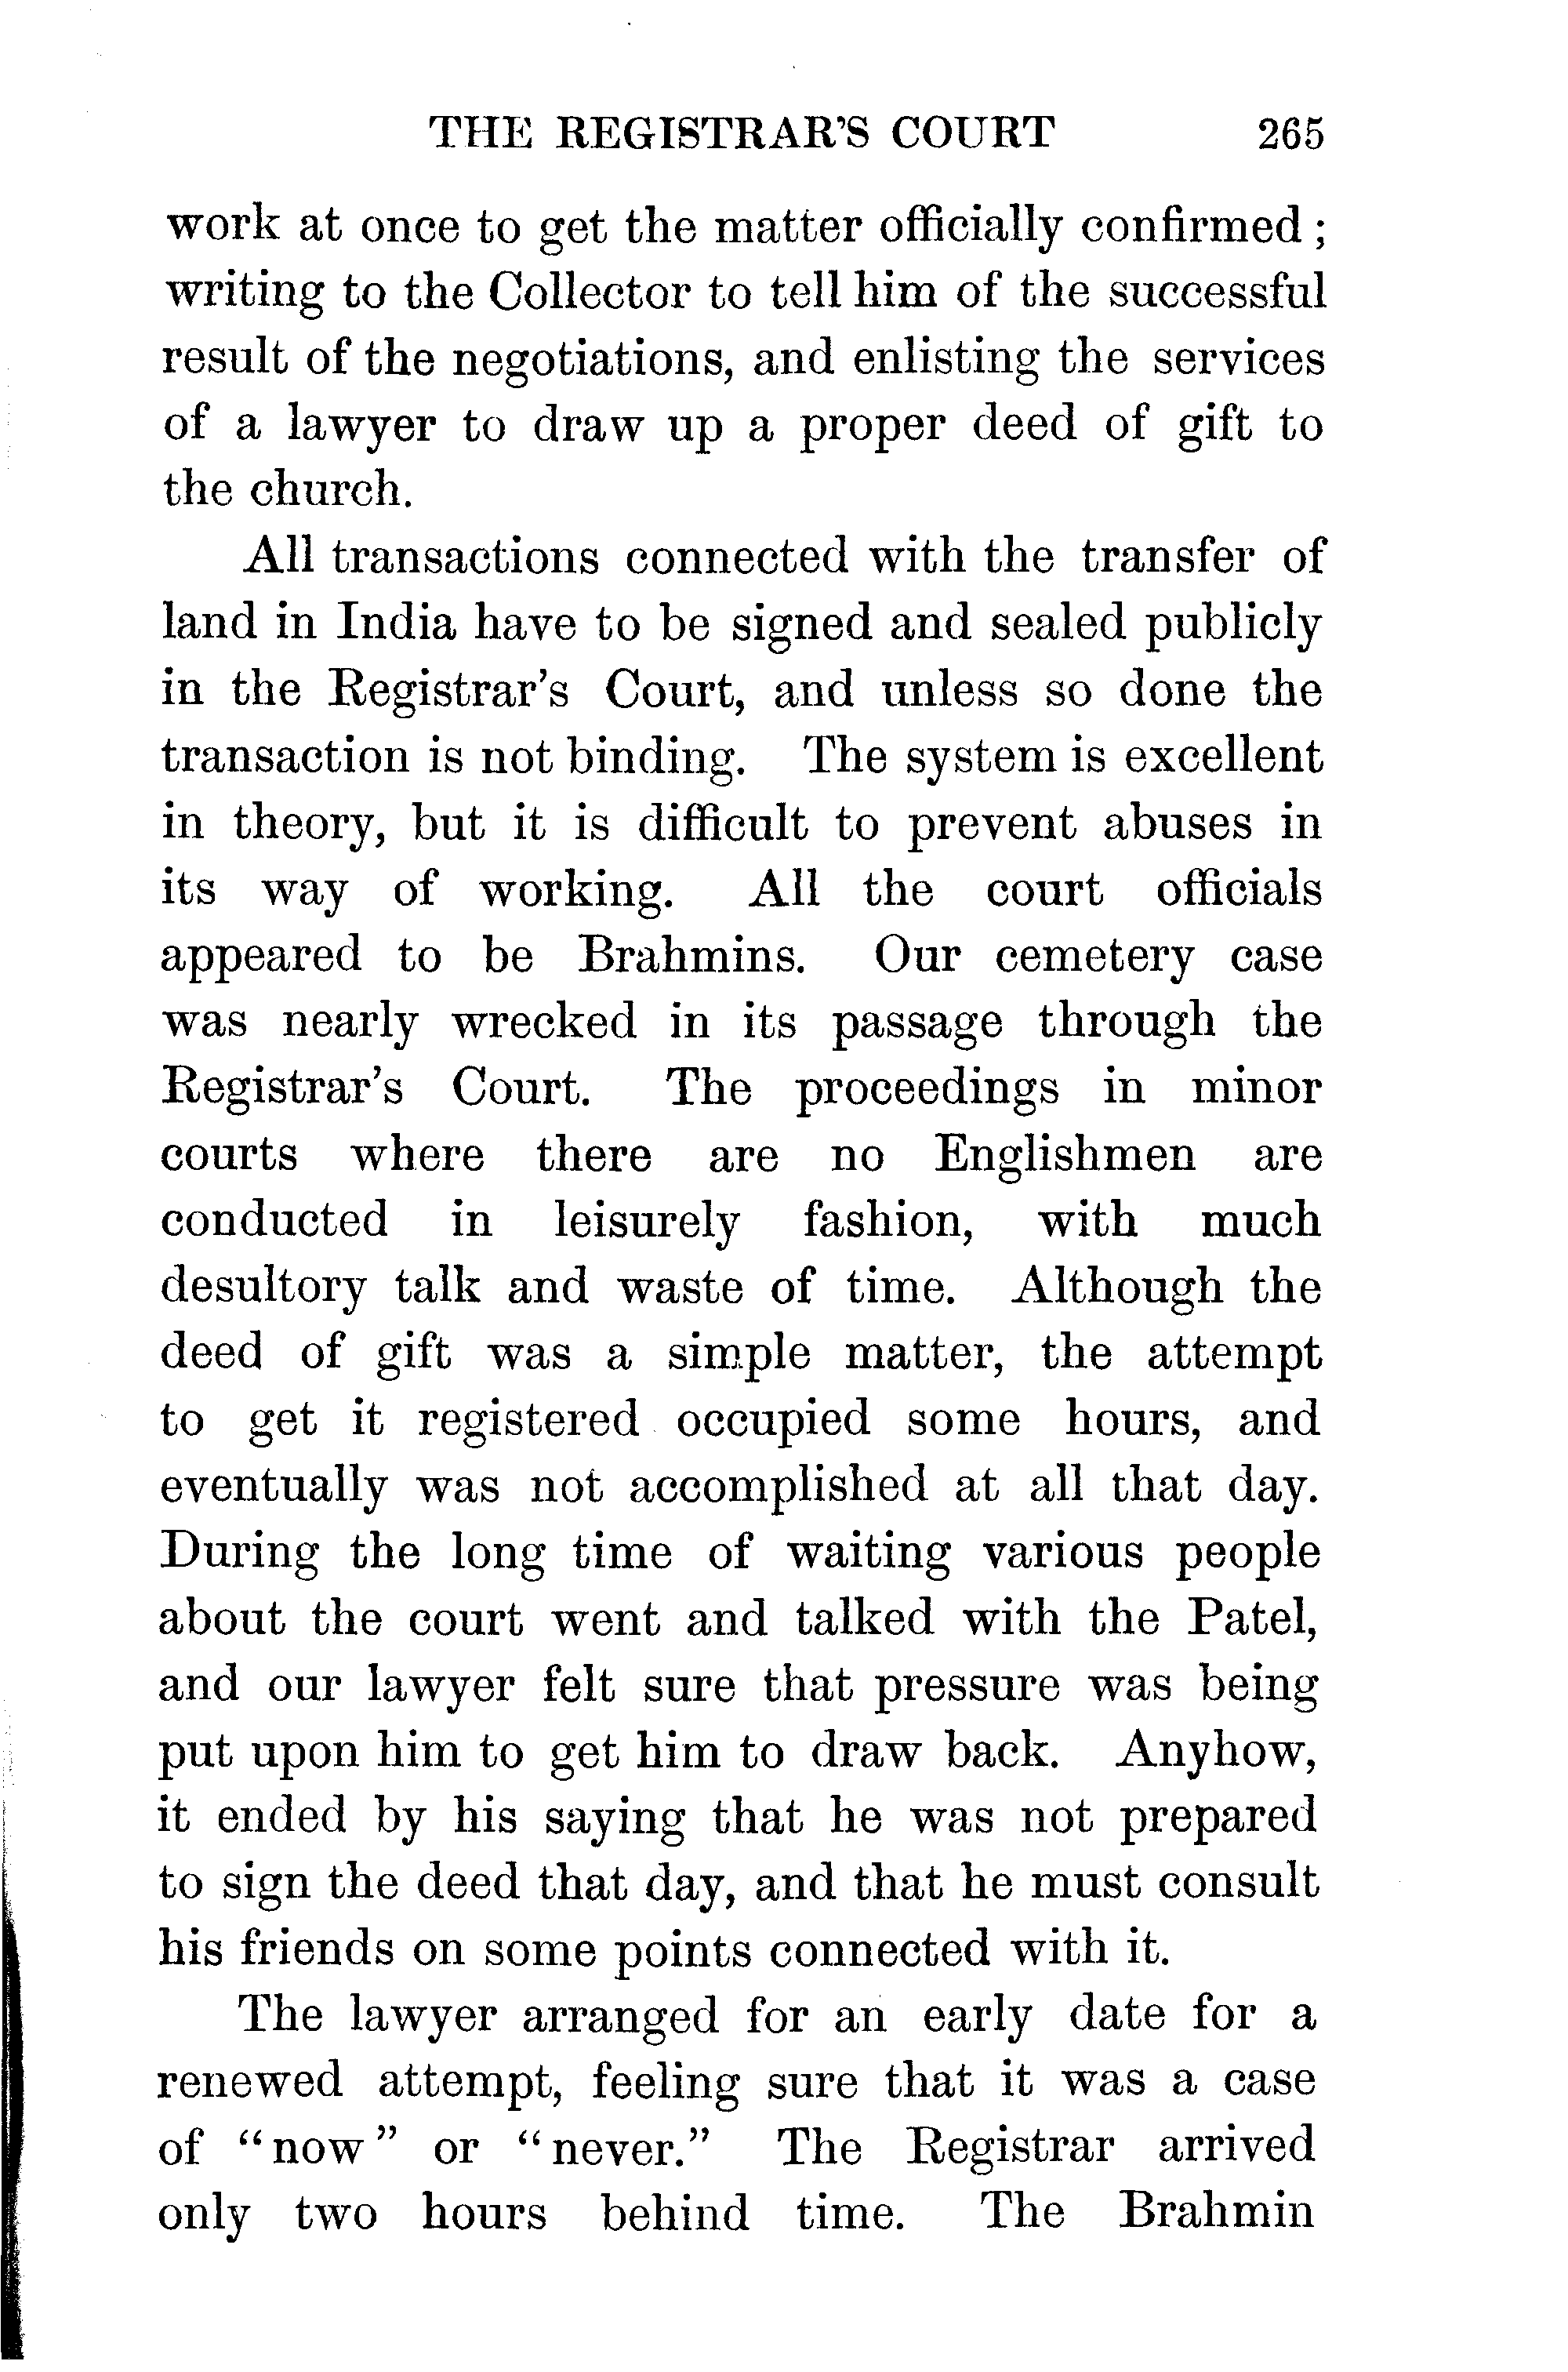 THE REGISTRAR'S COURT 265
work at once to get the matter officially confirmed;
writing to the Collector to tell him of the successful
result of the negotiations, and enlisting the services
of a lawyer to draw up a proper deed of gift to
the church.
All transactions connected with the transfer of
land in India have to be signed and sealed publicly
in the Registrar's Court, and unless so done the
transaction is not binding. The system is excellent
in theory, but it is difficult to prevent abuses in
its way of working. All the court officials
appeared to be Brahmins. Our cemetery case
was nearly wrecked in its passage through the
Registrar's Court. The proceedings in minor
courts where there are no Englishmen are
conducted in leisurely fashion, with much
desultory talk and waste of time. Although the
deed of gift was a simple matter, the attempt
to get it registered occupied some hours, and
eventually was not accomplished at all that day.
During the long time of waiting various people
about the court went and talked with the Patel,
and our lawyer felt sure that pressure was being
put upon him to get him to draw back. Anyhow,
it ended by his saying that he was not prepared
to sign the deed that day, and that he must consult
his friends on some points connected with it.
The lawyer arranged for an early date for a
renewed attempt, feeling sure that it was a case
of "now" or "never." The Registrar arrived
only two hours behind time. The Brahmin